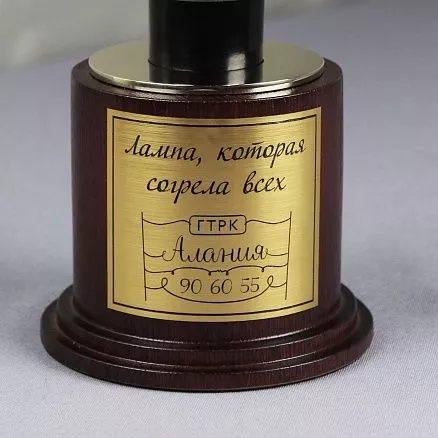 Лампа, которая
согрела всех
ГТРК
Алания
90 60 55